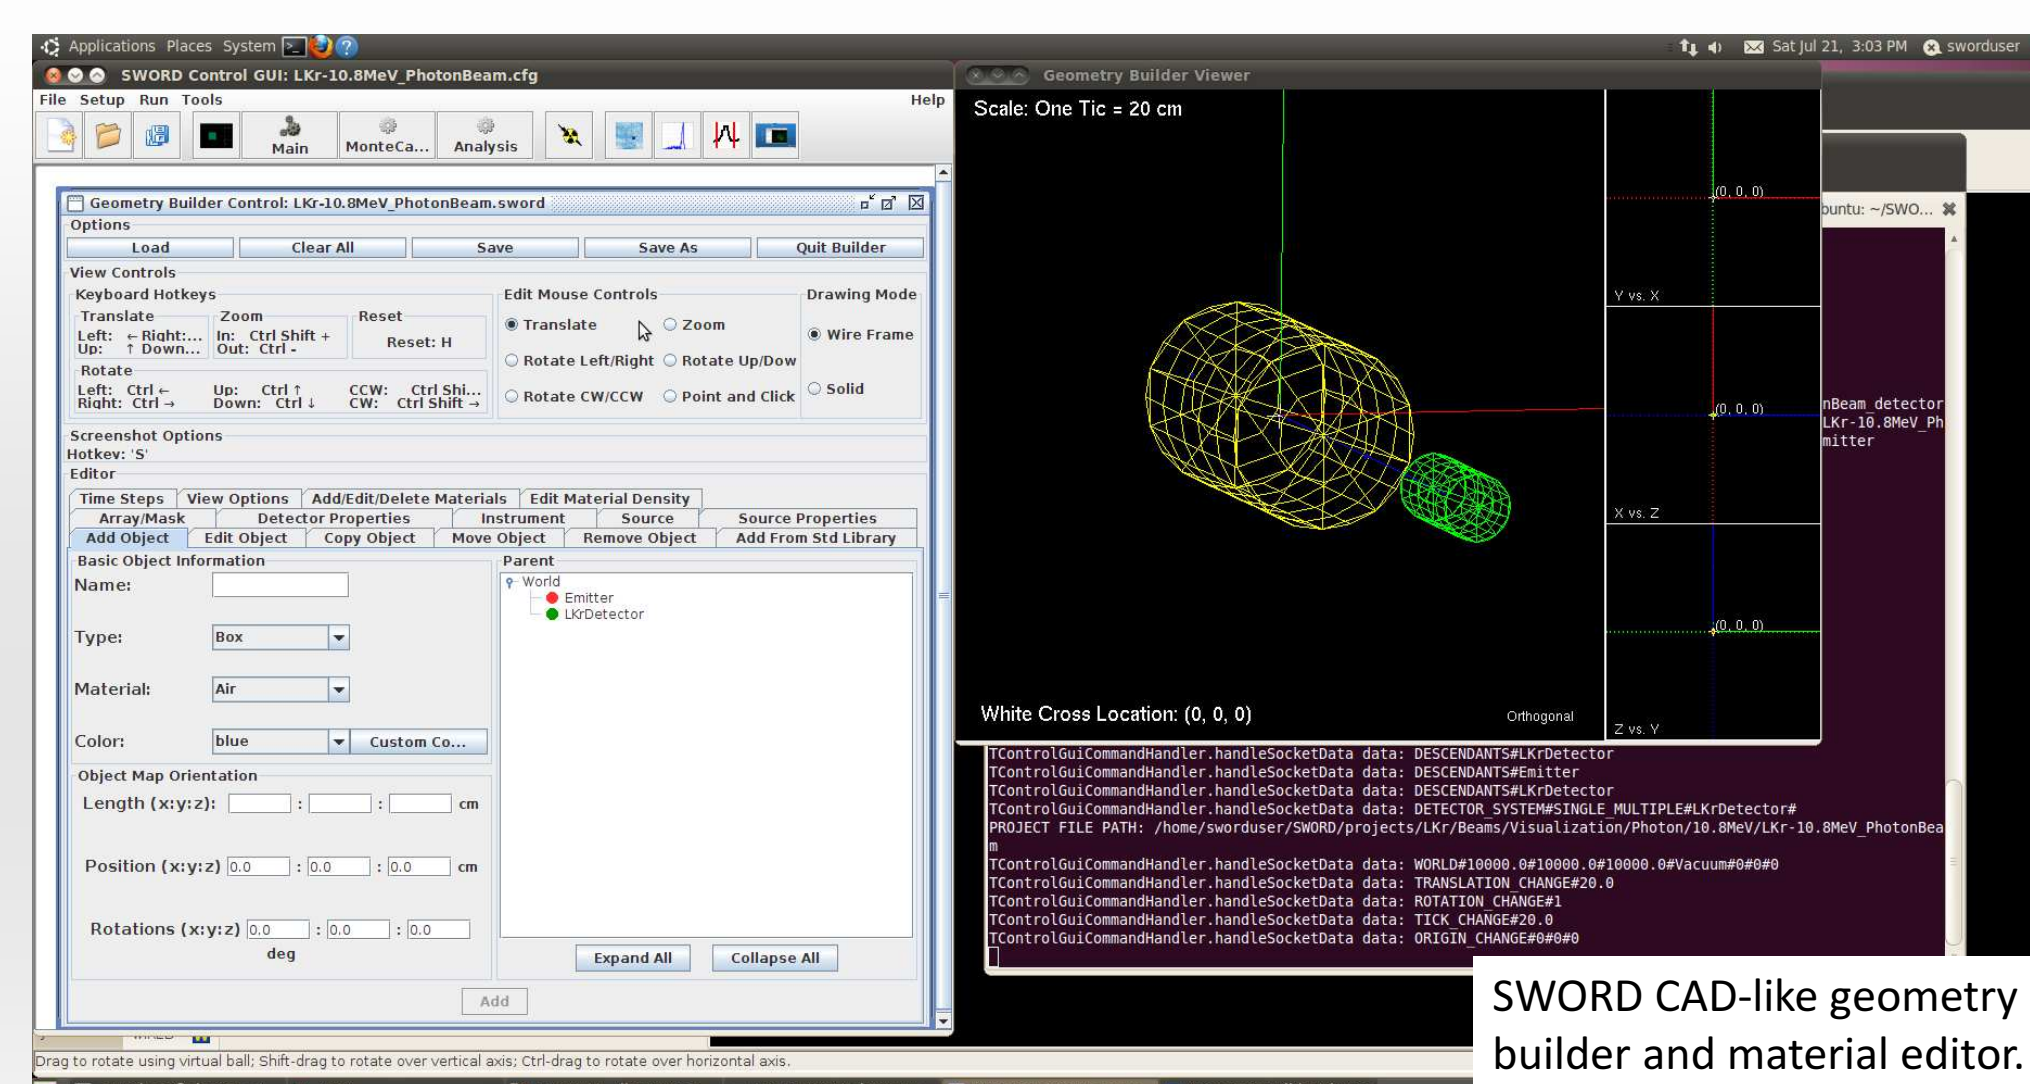 Applications Places System
Sat Jul 21, 3:03 PM sworduser
SWORD Control GUI: LKr-10.8MeV_PhotonBeam.cfg
File Setup Run Tools Help
Main MonteCa... Analysis
Geometry Builder Control: LKr-10.8MeV_PhotonBeam.sword
Options
Load Clear All Save Save As Quit Builder
View Controls
Keyboard Hotkeys Edit Mouse Controls Drawing Mode
Translate Zoom Reset
Left: ← Right:... In: Ctrl Shift +
Up: ↑ Down... Out: Ctrl -
Reset: H
Translate Zoom
Wire Frame
Rotate Left/Right Rotate Up/Dow
Rotate
Left: Ctrl ← Up: Ctrl ↑ CCW: Ctrl Shi...
Right: Ctrl → Down: Ctrl ↓ CW: Ctrl Shift →
Rotate CW/CCW Point and Click
Solid
Screenshot Options
Hotkey: 'S'
Editor
Time Steps View Options Add/Edit/Delete Materials Edit Material Density
Array/Mask Detector Properties Instrument Source Source Properties
Add Object Edit Object Copy Object Move Object Remove Object Add From Std Library
Basic Object Information
Name:
Type: Box
Material: Air
Color: blue Custom Co...
Object Map Orientation
Length (x:y:z): : : cm
Position (x:y:z) 0.0 : 0.0 : 0.0 cm
Rotations (x:y:z) 0.0 : 0.0 : 0.0
deg
Parent
World
Emitter
LKrDetector
Expand All Collapse All
Add
Drag to rotate using virtual ball; Shift-drag to rotate over vertical axis; Ctrl-drag to rotate over horizontal axis.
Geometry Builder Viewer
Scale: One Tic = 20 cm
(0, 0, 0)
Y vs. X
(0, 0, 0)
X vs. Z
(0, 0, 0)
Z vs. Y
White Cross Location: (0, 0, 0)
Orthogonal
buntu: ~/SWO...
nBeam_detector
LKr-10.8MeV_Ph
mitter
TControlGuiCommandHandler.handleSocketData data: DESCENDANTS#LKrDetector
TControlGuiCommandHandler.handleSocketData data: DESCENDANTS#Emitter
TControlGuiCommandHandler.handleSocketData data: DESCENDANTS#LKrDetector
TControlGuiCommandHandler.handleSocketData data: DETECTOR_SYSTEM#SINGLE_MULTIPLE#LKrDetector#
PROJECT FILE PATH: /home/sworduser/SWORD/projects/LKr/Beams/Visualization/Photon/10.8MeV/LKr-10.8MeV_PhotonBea
m
TControlGuiCommandHandler.handleSocketData data: WORLD#10000.0#10000.0#10000.0#Vacuum#0#0#0
TControlGuiCommandHandler.handleSocketData data: TRANSLATION_CHANGE#20.0
TControlGuiCommandHandler.handleSocketData data: ROTATION_CHANGE#1
TControlGuiCommandHandler.handleSocketData data: TICK_CHANGE#20.0
TControlGuiCommandHandler.handleSocketData data: ORIGIN_CHANGE#0#0#0
SWORD CAD-like geometry
builder and material editor.